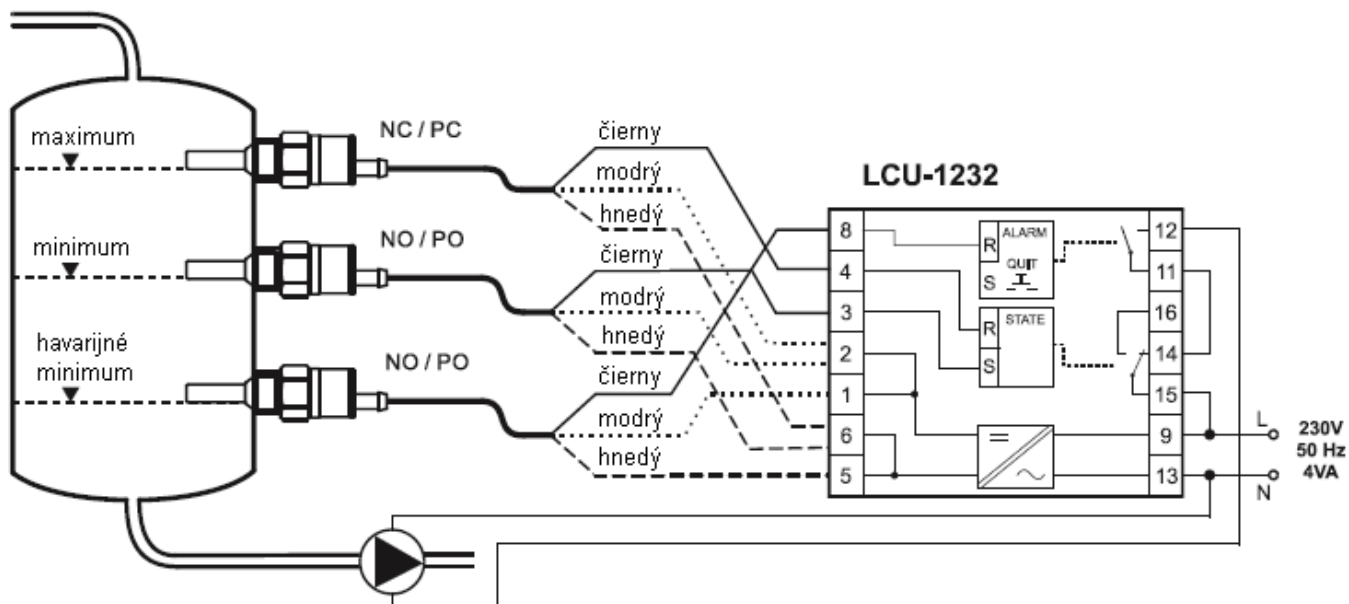 maximum
NC / PC
čierny
modrý
hnedý
LCU-1232
minimum
NO / PO
čierny
modrý
hnedý
havarijné
minimum
NO / PO
čierny
modrý
hnedý
8
4
3
2
1
6
5
R
S
ALARM
QUIT
R
S
STATE
12
11
16
14
15
9
13
L
N
230V
50 Hz
4VA